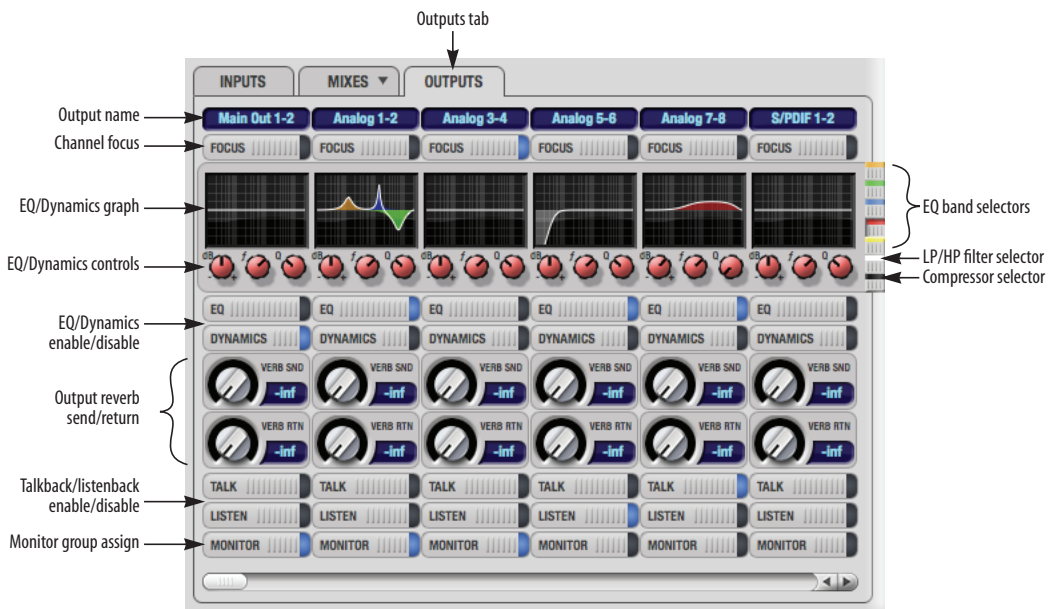 Outputs tab
INPUTS MIXES OUTPUTS
Output name
Main Out 1-2 Analog 1-2 Analog 3-4 Analog 5-6 Analog 7-8 S/PDIF 1-2
Channel focus
FOCUS FOCUS FOCUS FOCUS FOCUS FOCUS
EQ/Dynamics graph
EQ band selectors
EQ/Dynamics controls
dB f Q dB f Q dB f Q dB f Q dB f Q dB f Q
- + - + - + - + - + - +
LP/HP filter selector
Compressor selector
EQ/Dynamics
enable/disable
EQ EQ EQ EQ EQ EQ
DYNAMICS DYNAMICS DYNAMICS DYNAMICS DYNAMICS DYNAMICS
Output reverb
send/return
VERB SND VERB SND VERB SND VERB SND VERB SND VERB SND
-inf -inf -inf -inf -inf -inf
VERB RTN VERB RTN VERB RTN VERB RTN VERB RTN VERB RTN
-inf -inf -inf -inf -inf -inf
Talkback/listenback
enable/disable
TALK TALK TALK TALK TALK TALK
LISTEN LISTEN LISTEN LISTEN LISTEN LISTEN
Monitor group assign
MONITOR MONITOR MONITOR MONITOR MONITOR MONITOR